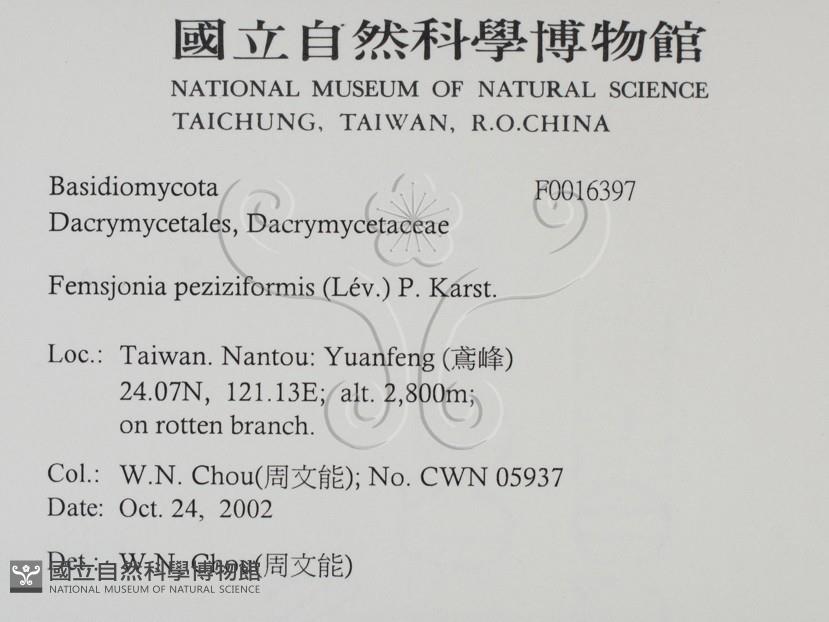 國立自然科學博物館
NATIONAL MUSEUM OF NATURAL SCIENCE
TAICHUNG, TAIWAN, R.O.CHINA
Basidiomycota F0016397
Dacrymycetales, Dacrymycetaceae
Femsjonia peziziformis (Lév.) P. Karst.
Loc.: Taiwan. Nantou: Yuanfeng (鳶峰)
24.07N, 121.13E; alt. 2,800m;
on rotten branch.
Col.: W.N. Chou(周文能); No. CWN 05937
Date: Oct. 24, 2002
Det.: W.N. Chou(周文能)
國立自然科學博物館
NATIONAL MUSEUM OF NATURAL SCIENCE